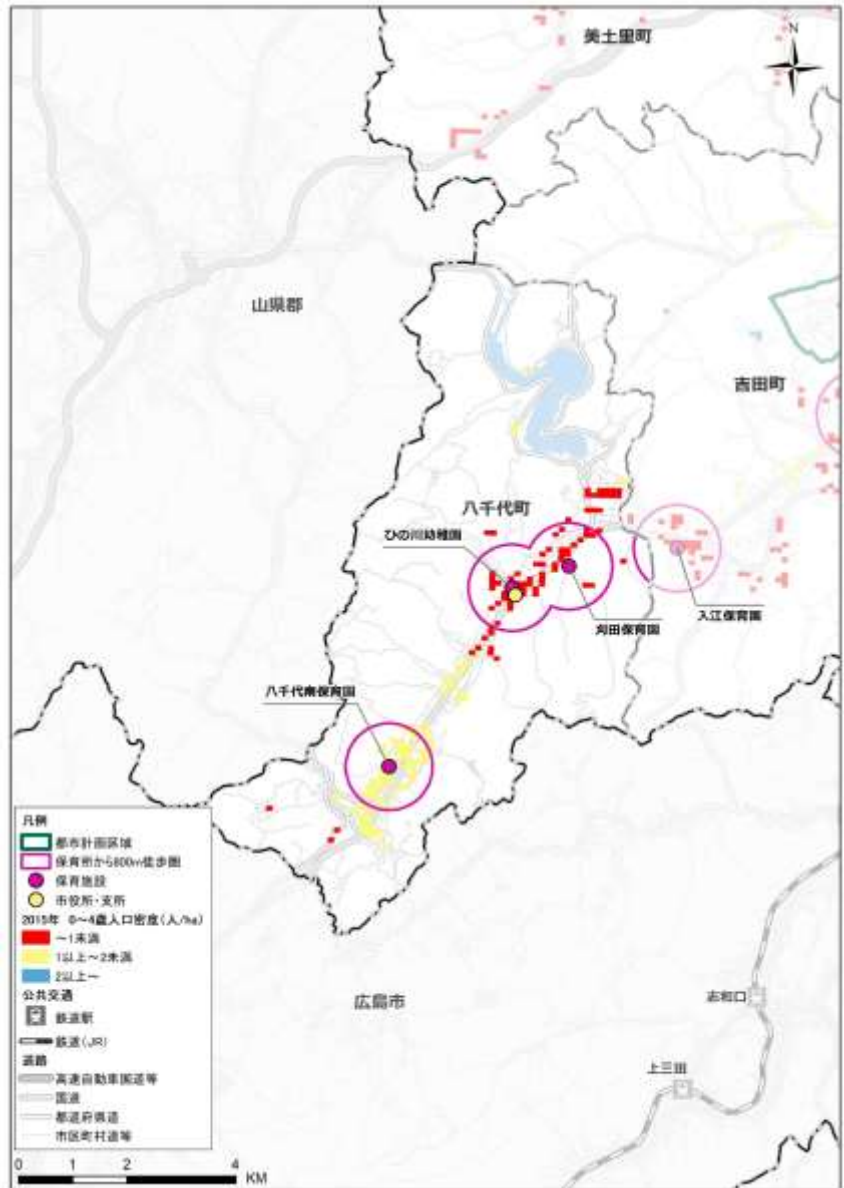 美土里町
N
山県郡
吉田町
八千代町
ひの川幼稚園
刈田保育園
入江保育園
八千代南保育園
広島市
志和口
上三田
凡例
都市計画区域
保育所から800m徒歩圏
保育施設
市役所・支所
2015年 0～4歳人口密度(人/ha)
～1未満
1以上～2未満
2以上～
公共交通
鉄道駅
鉄道(JR)
道路
高速自動車国道等
国道
都道府県道
市区町村道等
0 1 2 4
KM